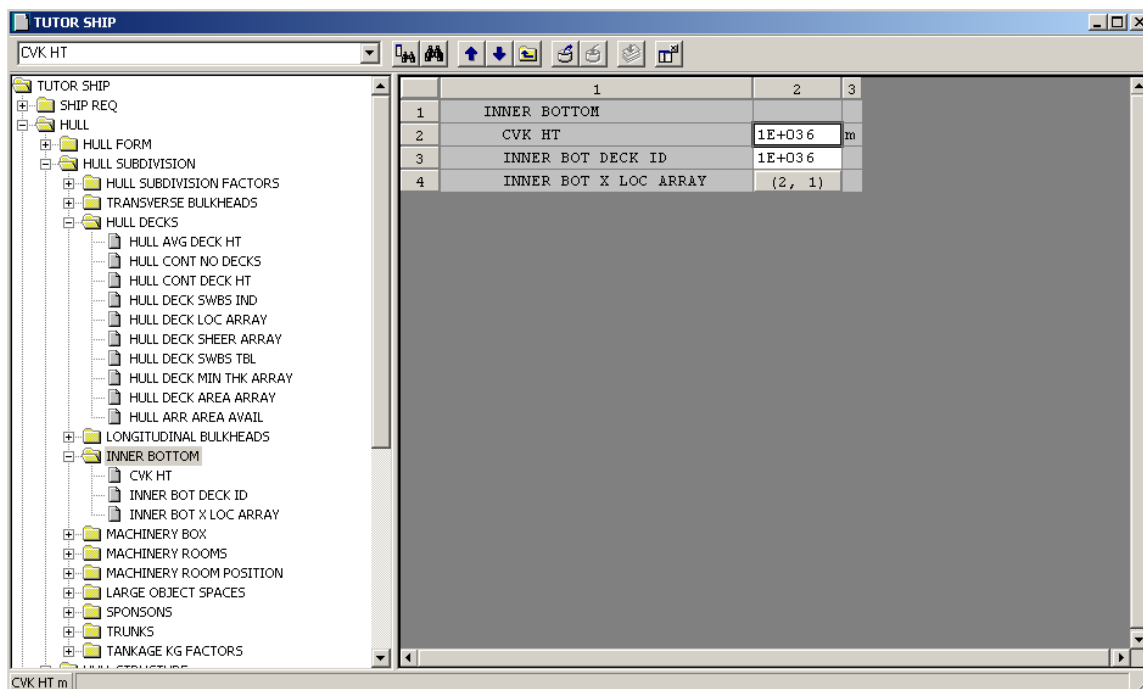 TUTOR SHIP
CVK HT
TUTOR SHIP
SHIP REQ
HULL
HULL FORM
HULL SUBDIVISION
HULL SUBDIVISION FACTORS
TRANSVERSE BULKHEADS
HULL DECKS
HULL AVG DECK HT
HULL CONT NO DECKS
HULL CONT DECK HT
HULL DECK SWBS IND
HULL DECK LOC ARRAY
HULL DECK SHEER ARRAY
HULL DECK SWBS TBL
HULL DECK MIN THK ARRAY
HULL DECK AREA ARRAY
HULL ARR AREA AVAIL
LONGITUDINAL BULKHEADS
INNER BOTTOM
CVK HT
INNER BOT DECK ID
INNER BOT X LOC ARRAY
MACHINERY BOX
MACHINERY ROOMS
MACHINERY ROOM POSITION
LARGE OBJECT SPACES
SPONSONS
TRUNKS
TANKAGE KG FACTORS
HULL STRUCTURE
1 2 3
1 INNER BOTTOM
2 CVK HT 1E+036 m
3 INNER BOT DECK ID 1E+036
4 INNER BOT X LOC ARRAY (2, 1)
CVK HT m